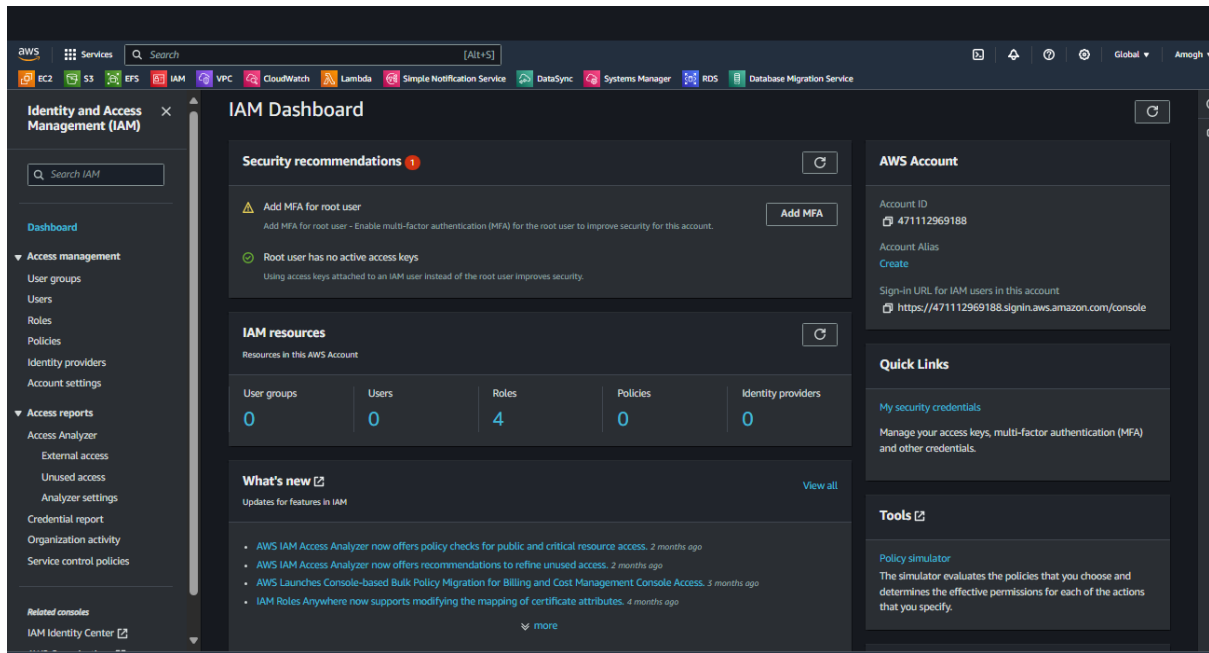 aws
Services
Search
[Alt+S]
Global
Amogh
EC2
S3
EFS
IAM
VPC
CloudWatch
Lambda
Simple Notification Service
DataSync
Systems Manager
RDS
Database Migration Service
Identity and Access
Management (IAM)
Search IAM
Dashboard
Access management
User groups
Users
Roles
Policies
Identity providers
Account settings
Access reports
Access Analyzer
External access
Unused access
Analyzer settings
Credential report
Organization activity
Service control policies
Related consoles
IAM Identity Center
IAM Dashboard
Security recommendations 1
Add MFA for root user
Add MFA for root user - Enable multi-factor authentication (MFA) for the root user to improve security for this account.
Add MFA
Root user has no active access keys
Using access keys attached to an IAM user instead of the root user improves security.
IAM resources
Resources in this AWS Account
User groups
0
Users
0
Roles
4
Policies
0
Identity providers
0
What's new
View all
Updates for features in IAM
AWS IAM Access Analyzer now offers policy checks for public and critical resource access. 2 months ago
AWS IAM Access Analyzer now offers recommendations to refine unused access. 2 months ago
AWS Launches Console-based Bulk Policy Migration for Billing and Cost Management Console Access. 3 months ago
IAM Roles Anywhere now supports modifying the mapping of certificate attributes. 4 months ago
more
AWS Account
Account ID
471112969188
Account Alias
Create
Sign-in URL for IAM users in this account
https://471112969188.signin.aws.amazon.com/console
Quick Links
My security credentials
Manage your access keys, multi-factor authentication (MFA)
and other credentials.
Tools
Policy simulator
The simulator evaluates the policies that you choose and
determines the effective permissions for each of the actions
that you specify.